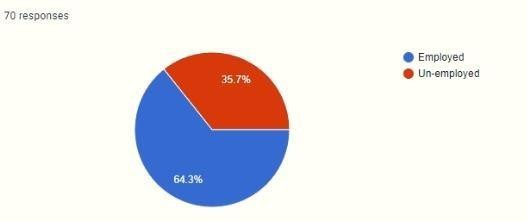 70 responses
Employed
Un-employed
35.7%
64.3%